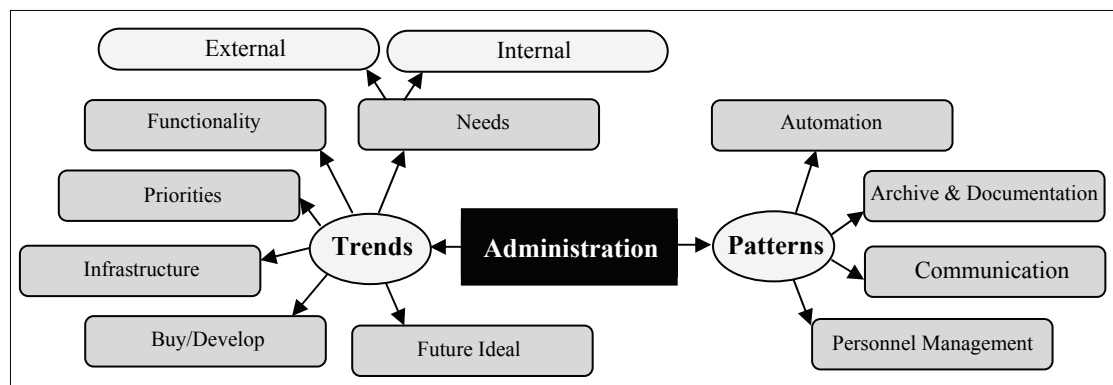 External
Internal
Functionality
Needs
Automation
Priorities
Archive & Documentation
Trends
Administration
Patterns
Infrastructure
Communication
Buy/Develop
Future Ideal
Personnel Management